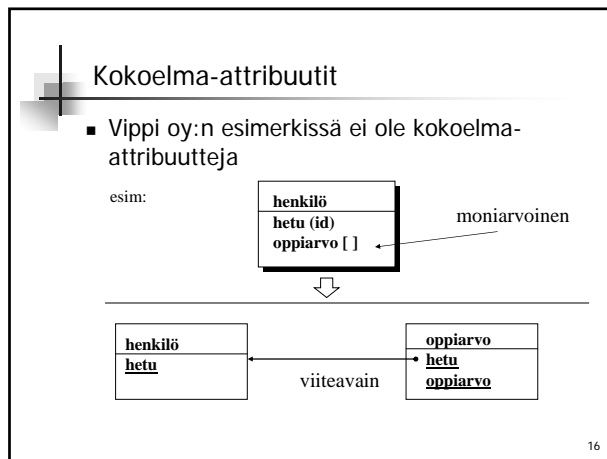 Kokoelma-attribuutit
Vippi oy:n esimerkissä ei ole kokoelma-
attribuutteja
esim:
henkilö
hetu (id)
oppiarvo [ ]
moniarvoinen
henkilö
hetu
viiteavain
oppiarvo
hetu
oppiarvo
16